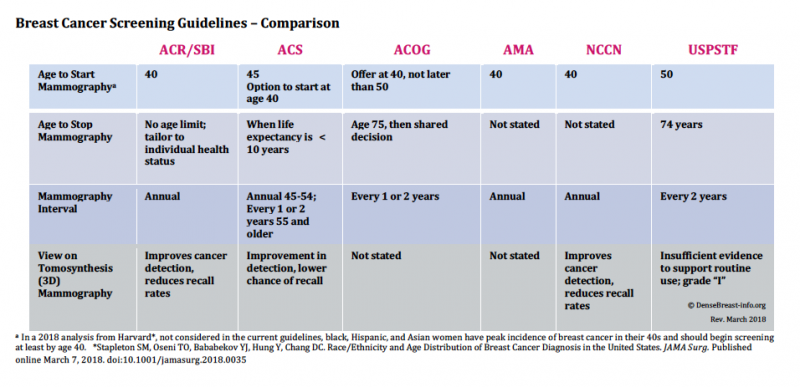 Breast Cancer Screening Guidelines – Comparison
ACR/SBI ACS ACOG AMA NCCN USPSTF
Age to Start 40 45 Offer at 40, not later 40 40 50
Mammographyª Option to start at than 50
age 40
Age to Stop No age limit; When life Age 75, then shared Not stated Not stated 74 years
Mammography tailor to expectancy is < decision
individual health 10 years
status
Mammography Annual Annual 45-54; Every 1 or 2 years Annual Annual Every 2 years
Interval Every 1 or 2
years 55 and
older
View on Improves cancer Improvement in Not stated Not stated Improves Insufficient evidence
Tomosynthesis detection, detection, lower cancer to support routine
(3D) reduces recall chance of recall detection, use; grade "I"
Mammography rates reduces recall
rates
© DenseBreast-info.org
Rev. March 2018
ª In a 2018 analysis from Harvard*, not considered in the current guidelines, black, Hispanic, and Asian women have peak incidence of breast cancer in their 40s and should begin screening
at least by age 40. *Stapleton SM, Oseni TO, Bababekov YJ, Hung Y, Chang DC. Race/Ethnicity and Age Distribution of Breast Cancer Diagnosis in the United States. JAMA Surg. Published
online March 7, 2018. doi:10.1001/jamasurg.2018.0035